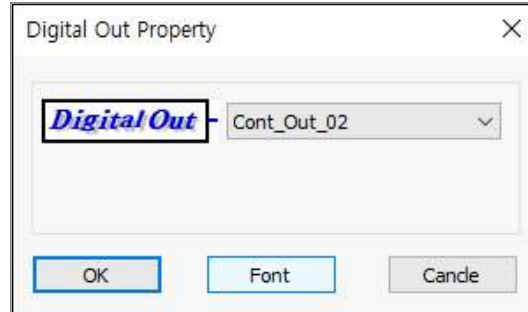 Digital Out Property
Digital Out
Cont_Out_02
OK
Font
Cancle